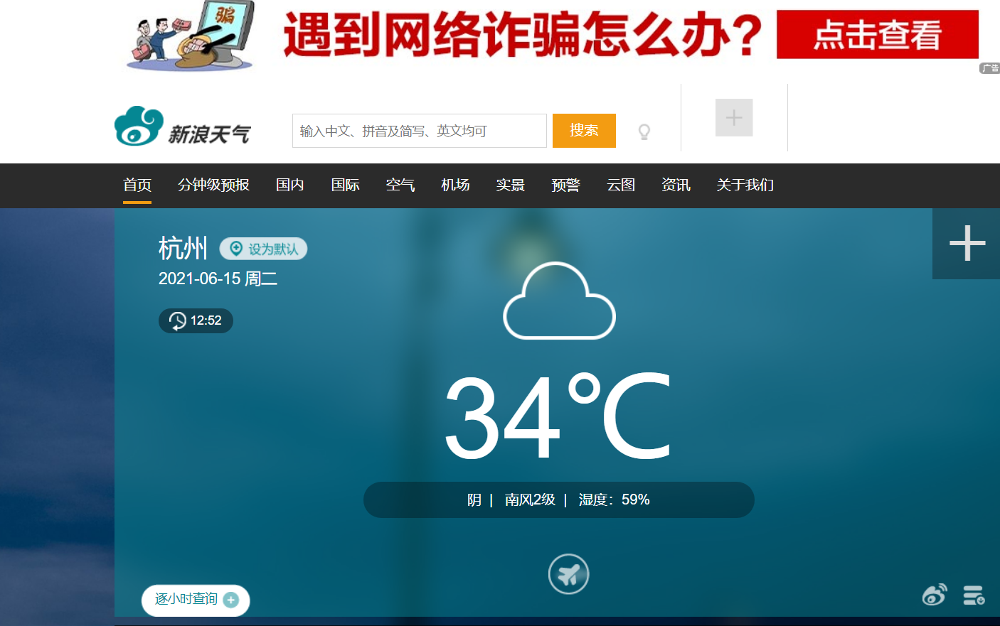 骗
遇到网络诈骗怎么办?
点击查看
广告
新浪天气
输入中文、拼音及简写、英文均可
搜索
首页 分钟级预报 国内 国际 空气 机场 实景 预警 云图 资讯 关于我们
杭州 设为默认
2021-06-15 周二
12:52
34℃
阴 | 南风2级 | 湿度：59%
逐小时查询